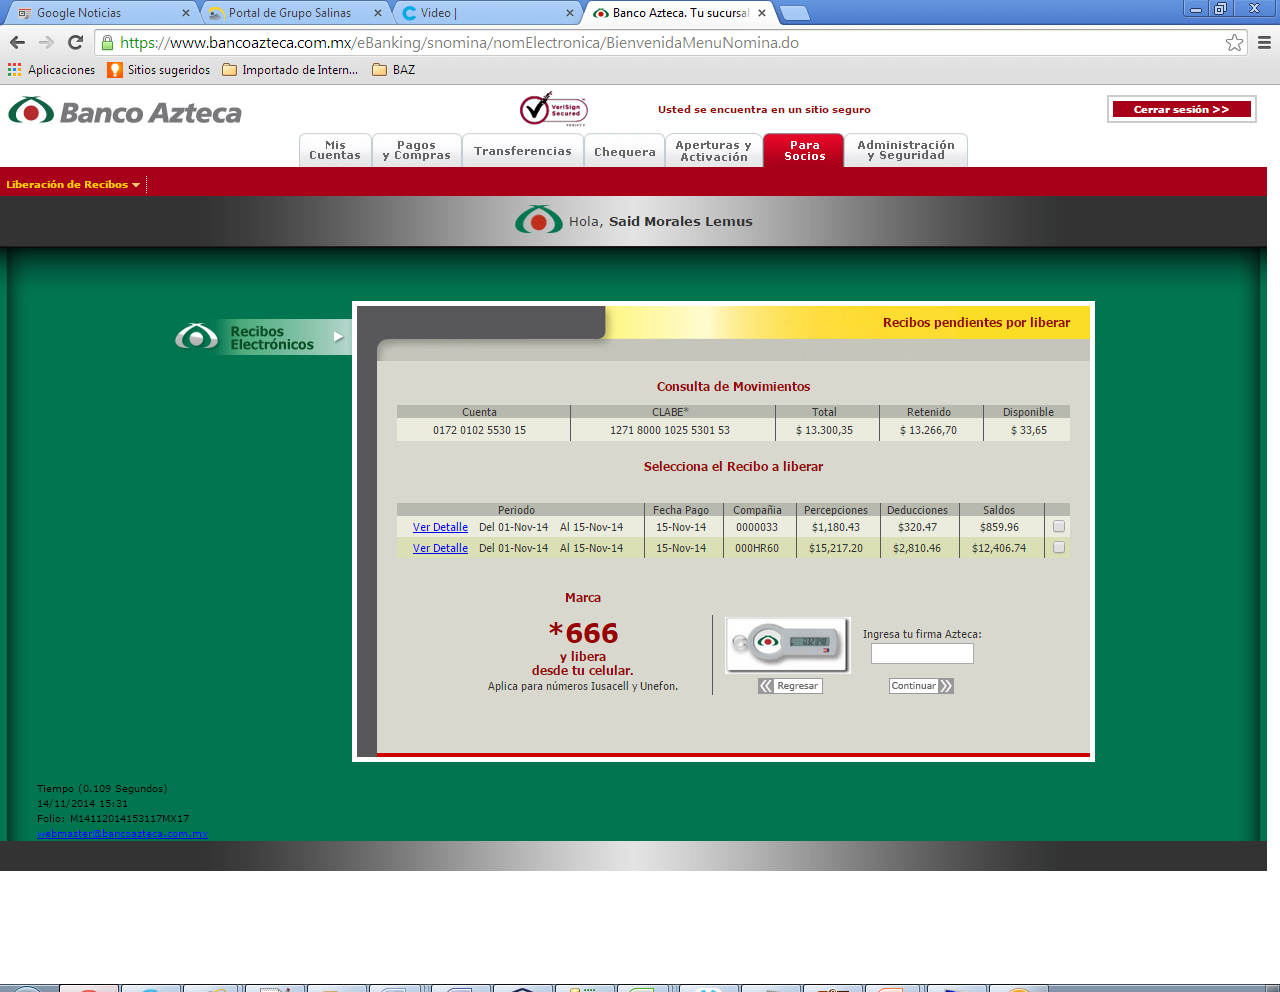 Google Noticias
Portal de Grupo Salinas
Video |
Banco Azteca. Tu sucursal
https://www.bancoazteca.com.mx/eBanking/snomina/nomElectronica/BienvenidaMenuNomina.do
Aplicaciones
Sitios sugeridos
Importado de Intern...
BAZ
Banco Azteca
VeriSign Secured
VERIFY
Usted se encuentra en un sitio seguro
Cerrar sesión >>
Mis Cuentas
Pagos y Compras
Transferencias
Chequera
Aperturas y Activación
Para Socios
Administración y Seguridad
Liberación de Recibos
Hola, Said Morales Lemus
Recibos
Electrónicos
Recibos pendientes por liberar
Consulta de Movimientos
Cuenta CLABE* Total Retenido Disponible
0172 0102 5530 15 1271 8000 1025 5301 53 $ 13.300,35 $ 13.266,70 $ 33,65
Selecciona el Recibo a liberar
Periodo Fecha Pago Compañia Percepciones Deducciones Saldos
Ver Detalle Del 01-Nov-14 Al 15-Nov-14 15-Nov-14 0000033 $1,180.43 $320.47 $859.96
Ver Detalle Del 01-Nov-14 Al 15-Nov-14 15-Nov-14 000HR60 $15,217.20 $2,810.46 $12,406.74
Marca
*666
y libera
desde tu celular.
Aplica para números Iusacell y Unefon.
Ingresa tu firma Azteca:
Regresar
Continuar
Tiempo (0.109 Segundos)
14/11/2014 15:31
Folio: M14112014153117MX17
webmaster@bancoazteca.com.mx